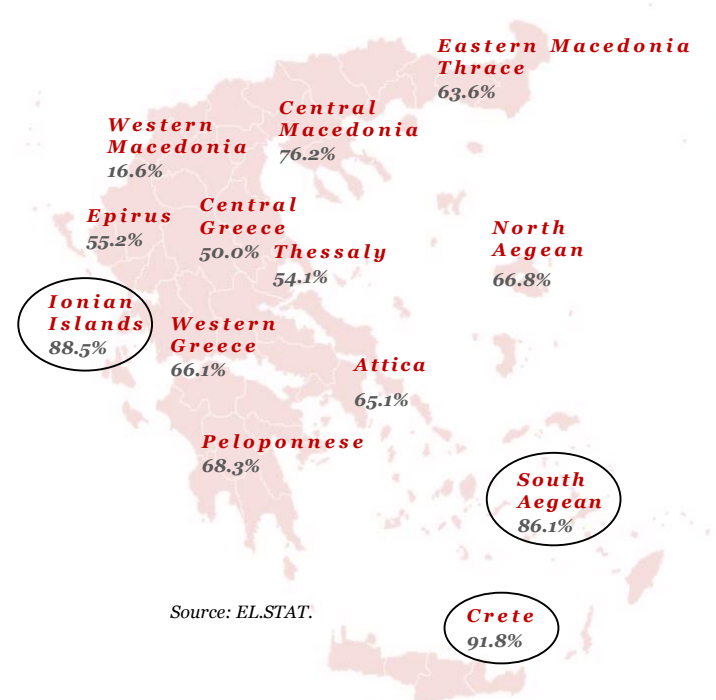 Eastern Macedonia
Thrace
63.6%
Central
Macedonia
76.2%
Western
Macedonia
16.6%
Epirus
55.2%
Central
Greece
50.0%
Thessaly
54.1%
North
Aegean
66.8%
Ionian
Islands
88.5%
Western
Greece
66.1%
Attica
65.1%
Peloponnese
68.3%
South
Aegean
86.1%
Source: EL.STAT.
Crete
91.8%